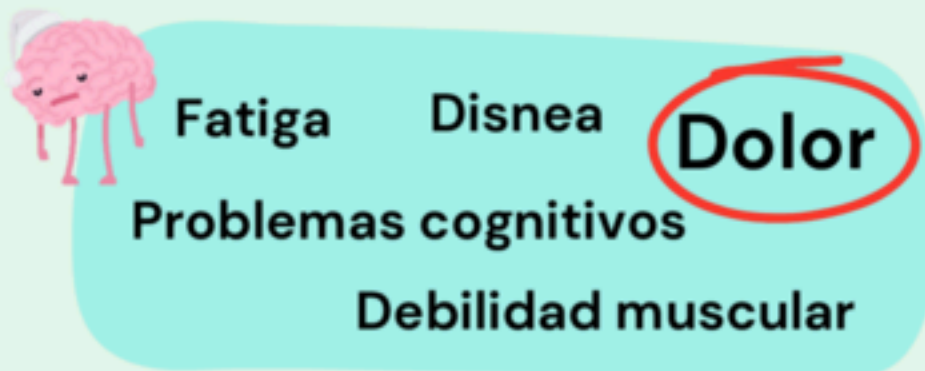 Fatiga Disnea Dolor
Problemas cognitivos
Debilidad muscular